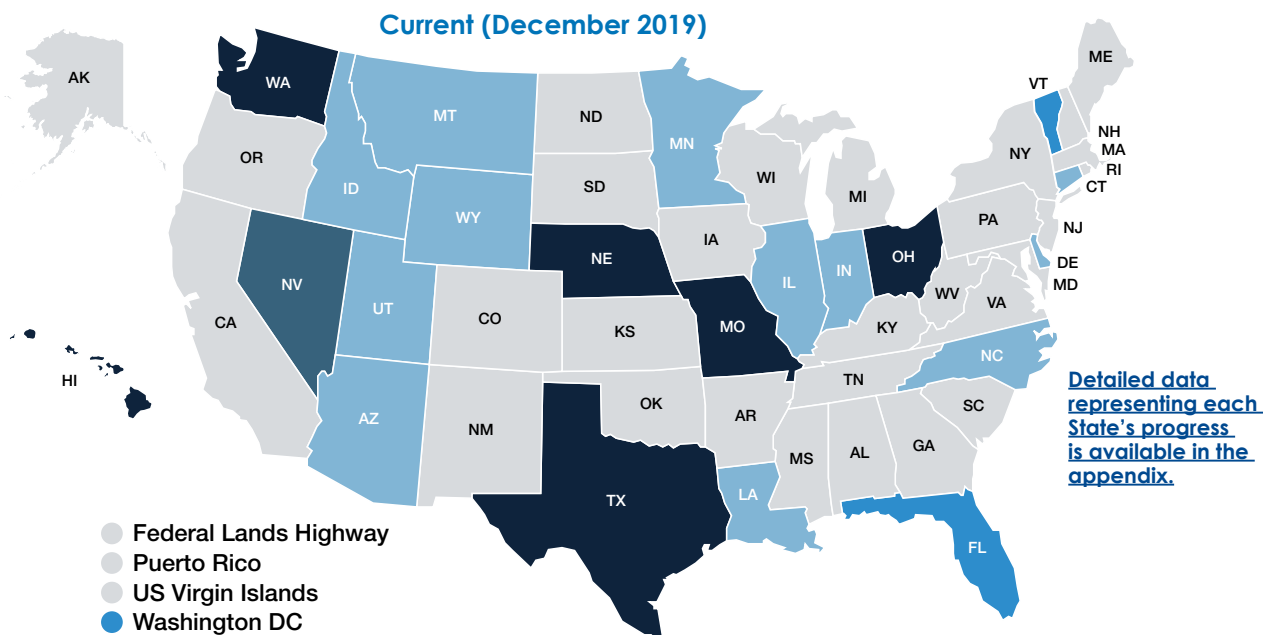 Current (December 2019)
AK
WA
MT
ND
MN
VT
ME
OR
ID
WY
SD
WI
MI
NY
NH
MA
RI
CT
NV
UT
NE
IA
IL
IN
OH
PA
NJ
DE
MD
CA
CO
KS
MO
KY
WV
VA
HI
AZ
NM
OK
AR
TN
NC
SC
TX
LA
MS
AL
GA
FL
Detailed data
representing each
State's progress
is available in the
appendix.
Federal Lands Highway
Puerto Rico
US Virgin Islands
Washington DC